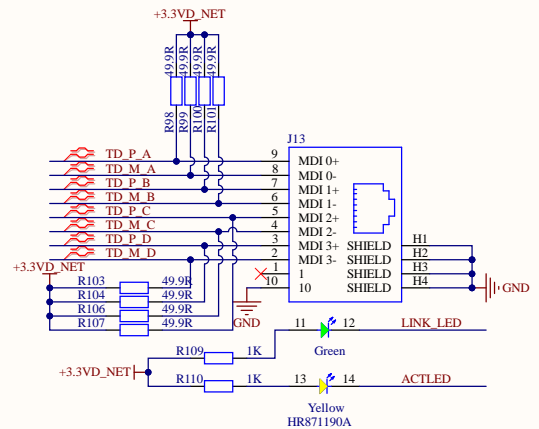 +3.3VD_NET
49.9R
49.9R
49.9R
49.9R
R98
R99
R100
R101
J13
TD_P_A 9 MDI 0+
TD_M_A 8 MDI 0-
TD_P_B 7 MDI 1+
TD_M_B 6 MDI 1-
TD_P_C 5 MDI 2+
TD_M_C 4 MDI 2-
TD_P_D 3 MDI 3+ SHIELD H1
TD_M_D 2 MDI 3- SHIELD H2
+3.3VD_NET 1 1 SHIELD H3
R103 49.9R 10 10 SHIELD H4 GND
R104 49.9R
R106 49.9R
R107 49.9R GND
11 12 LINK_LED
R109 1K Green
+3.3VD_NET
R110 1K 13 14 ACTLED
Yellow
HR871190A